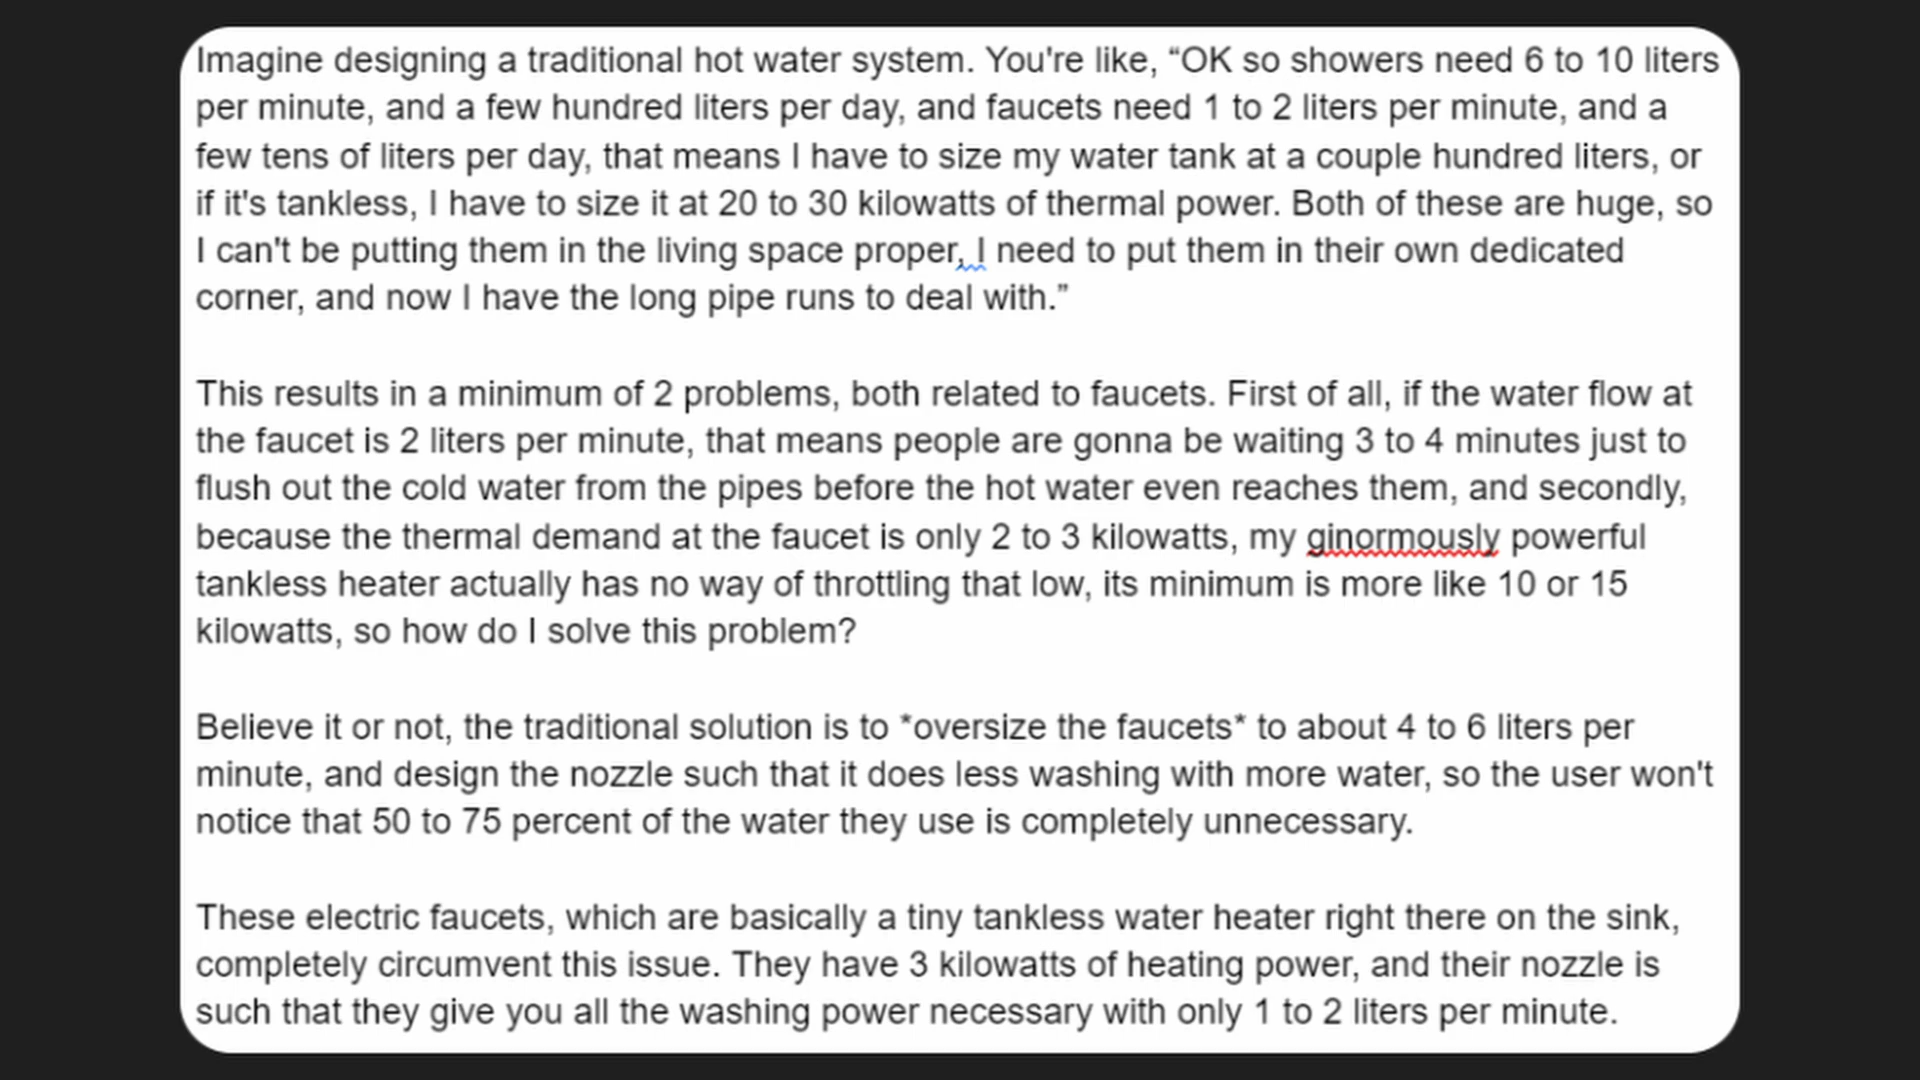 Imagine designing a traditional hot water system. You're like, “OK so showers need 6 to 10 liters
per minute, and a few hundred liters per day, and faucets need 1 to 2 liters per minute, and a
few tens of liters per day, that means I have to size my water tank at a couple hundred liters, or
if it's tankless, I have to size it at 20 to 30 kilowatts of thermal power. Both of these are huge, so
I can't be putting them in the living space proper, I need to put them in their own dedicated
corner, and now I have the long pipe runs to deal with.”
This results in a minimum of 2 problems, both related to faucets. First of all, if the water flow at
the faucet is 2 liters per minute, that means people are gonna be waiting 3 to 4 minutes just to
flush out the cold water from the pipes before the hot water even reaches them, and secondly,
because the thermal demand at the faucet is only 2 to 3 kilowatts, my ginormously powerful
tankless heater actually has no way of throttling that low, its minimum is more like 10 or 15
kilowatts, so how do I solve this problem?
Believe it or not, the traditional solution is to *oversize the faucets* to about 4 to 6 liters per
minute, and design the nozzle such that it does less washing with more water, so the user won't
notice that 50 to 75 percent of the water they use is completely unnecessary.
These electric faucets, which are basically a tiny tankless water heater right there on the sink,
completely circumvent this issue. They have 3 kilowatts of heating power, and their nozzle is
such that they give you all the washing power necessary with only 1 to 2 liters per minute.